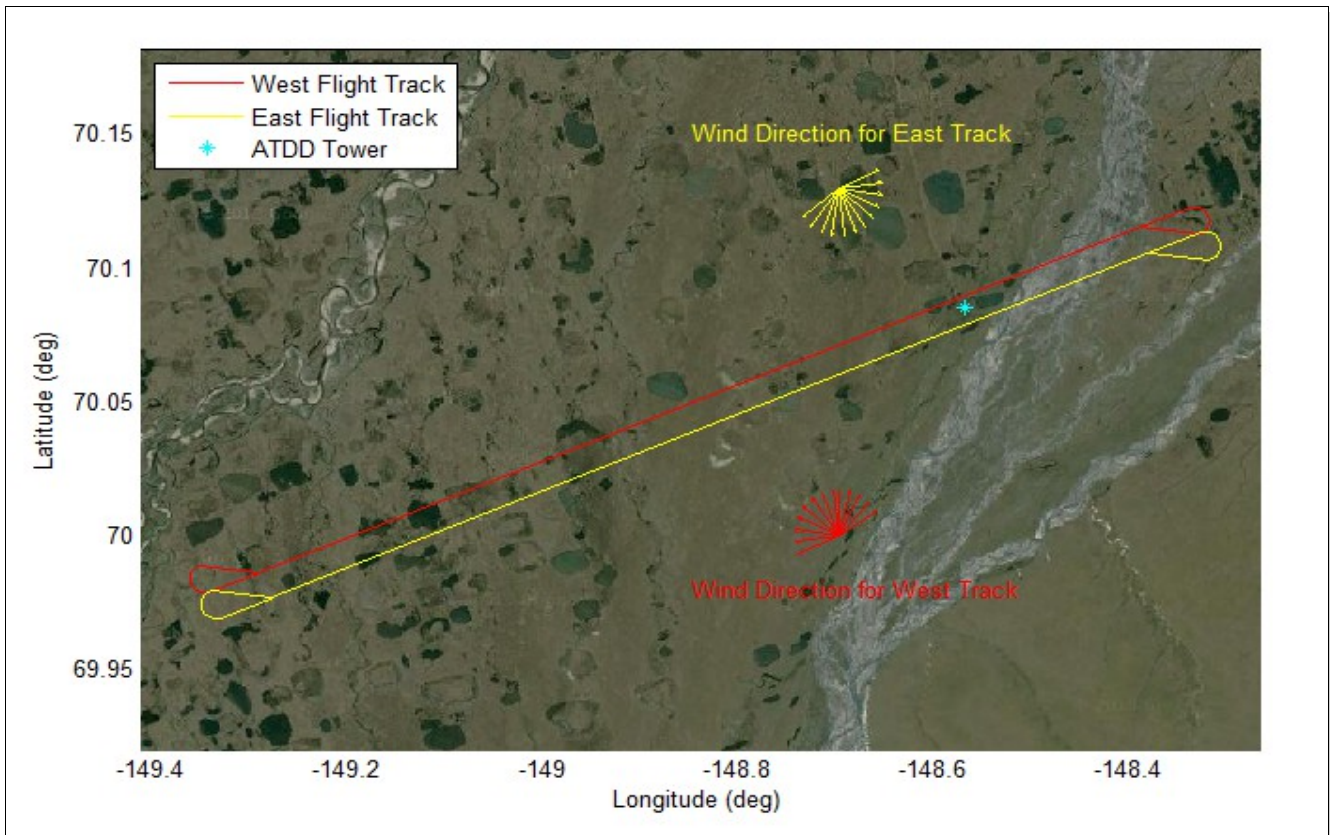 West Flight Track
East Flight Track
ATDD Tower
Wind Direction for East Track
Wind Direction for West Track
70.15
70.1
70.05
70
69.95
Latitude (deg)
-149.4
-149.2
-149
-148.8
-148.6
-148.4
Longitude (deg)